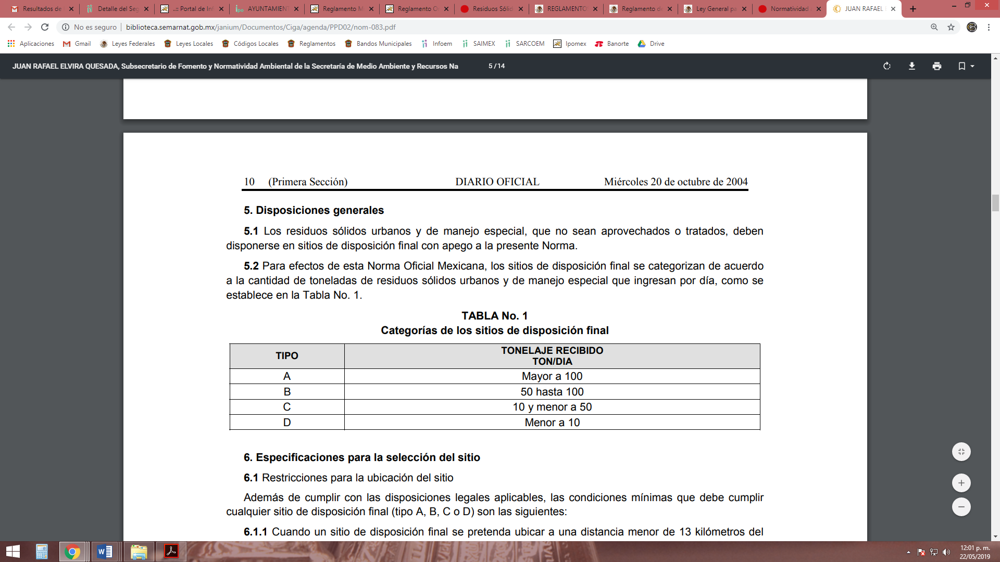 Resultados de
Detalle del Seg
..:: Portal de Inf
AYUNTAMIENT
Reglamento M
Reglamento O
Residuos Sólid
REGLAMENTO
Reglamento de
Ley General pa
Normatividad
JUAN RAFAEL
No es seguro | biblioteca.semarnat.gob.mx/janium/Documentos/Ciga/agenda/PPD02/nom-083.pdf
Aplicaciones Gmail Leyes Federales Leyes Locales Códigos Locales Reglamentos Bandos Municipales Infoem SAIMEX SARCOEM Ipomex Banorte Drive
JUAN RAFAEL ELVIRA QUESADA, Subsecretario de Fomento y Normatividad Ambiental de la Secretaría de Medio Ambiente y Recursos Na 5 / 14
10 (Primera Sección) DIARIO OFICIAL Miércoles 20 de octubre de 2004
5. Disposiciones generales
5.1 Los residuos sólidos urbanos y de manejo especial, que no sean aprovechados o tratados, deben
disponerse en sitios de disposición final con apego a la presente Norma.
5.2 Para efectos de esta Norma Oficial Mexicana, los sitios de disposición final se categorizan de acuerdo
a la cantidad de toneladas de residuos sólidos urbanos y de manejo especial que ingresan por día, como se
establece en la Tabla No. 1.
TABLA No. 1
Categorías de los sitios de disposición final
TIPO TONELAJE RECIBIDO
TON/DIA
A Mayor a 100
B 50 hasta 100
C 10 y menor a 50
D Menor a 10
6. Especificaciones para la selección del sitio
6.1 Restricciones para la ubicación del sitio
Además de cumplir con las disposiciones legales aplicables, las condiciones mínimas que debe cumplir
cualquier sitio de disposición final (tipo A, B, C o D) son las siguientes:
6.1.1 Cuando un sitio de disposición final se pretenda ubicar a una distancia menor de 13 kilómetros del
12:01 p. m.
22/05/2019